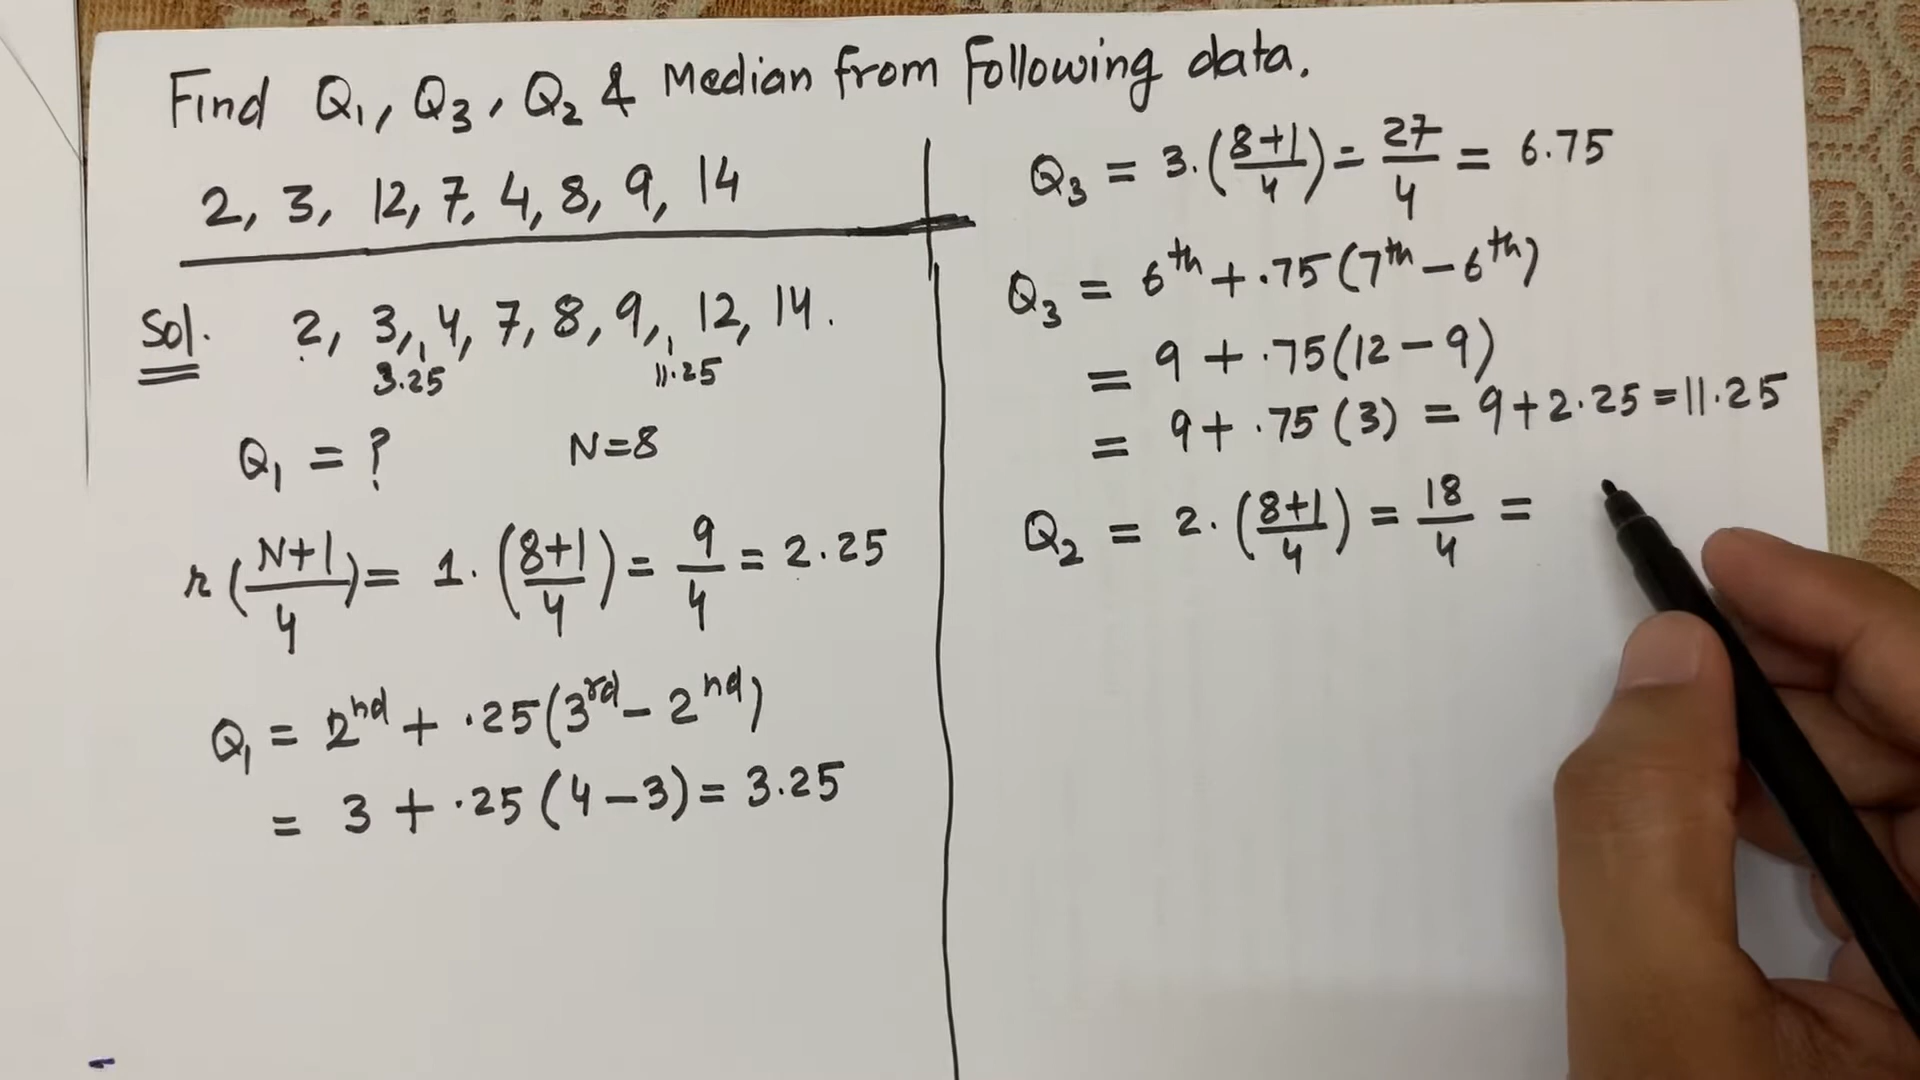 Find Q₁, Q₃, Q₂ & Median from Following data.
2, 3, 12, 7, 4, 8, 9, 14
Sol. 2, 3, 4, 7, 8, 9, 12, 14.
3.25 11.25
Q₁ = ? N=8
r(N+1/4) = 1.(8+1/4) = 9/4 = 2.25
Q₁ = 2ⁿᵈ + .25(3ʳᵈ - 2ⁿᵈ)
= 3 + .25(4-3) = 3.25
Q₃ = 3.(8+1/4) = 27/4 = 6.75
Q₃ = 6ᵗʰ + .75(7ᵗʰ - 6ᵗʰ)
= 9 + .75(12-9)
= 9 + .75(3) = 9+2.25 = 11.25
Q₂ = 2.(8+1/4) = 18/4 =